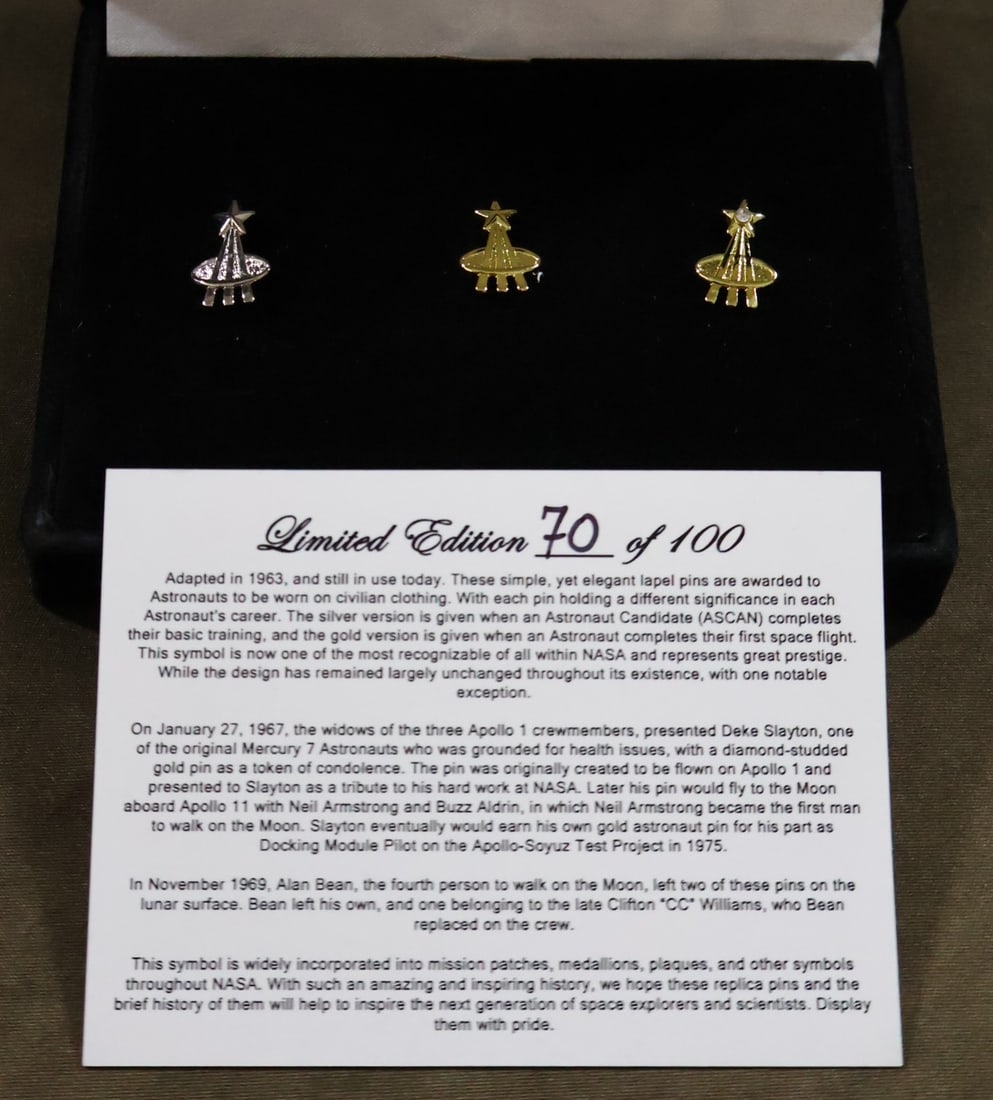 Limited Edition 70 of 100
Adapted in 1963, and still in use today. These simple, yet elegant lapel pins are awarded to
Astronauts to be worn on civilian clothing. With each pin holding a different significance in each
Astronaut's career. The silver version is given when an Astronaut Candidate (ASCAN) completes
their basic training, and the gold version is given when an Astronaut completes their first space flight.
This symbol is now one of the most recognizable of all within NASA and represents great prestige.
While the design has remained largely unchanged throughout its existence, with one notable
exception.
On January 27, 1967, the widows of the three Apollo 1 crewmembers, presented Deke Slayton, one
of the original Mercury 7 Astronauts who was grounded for health issues, with a diamond-studded
gold pin as a token of condolence. The pin was originally created to be flown on Apollo 1 and
presented to Slayton as a tribute to his hard work at NASA. Later his pin would fly to the Moon
aboard Apollo 11 with Neil Armstrong and Buzz Aldrin, in which Neil Armstrong became the first man
to walk on the Moon. Slayton eventually would earn his own gold astronaut pin for his part as
Docking Module Pilot on the Apollo-Soyuz Test Project in 1975.
In November 1969, Alan Bean, the fourth person to walk on the Moon, left two of these pins on the
lunar surface. Bean left his own, and one belonging to the late Clifton "CC" Williams, who Bean
replaced on the crew.
This symbol is widely incorporated into mission patches, medallions, plaques, and other symbols
throughout NASA. With such an amazing and inspiring history, we hope these replica pins and the
brief history of them will help to inspire the next generation of space explorers and scientists. Display
them with pride.